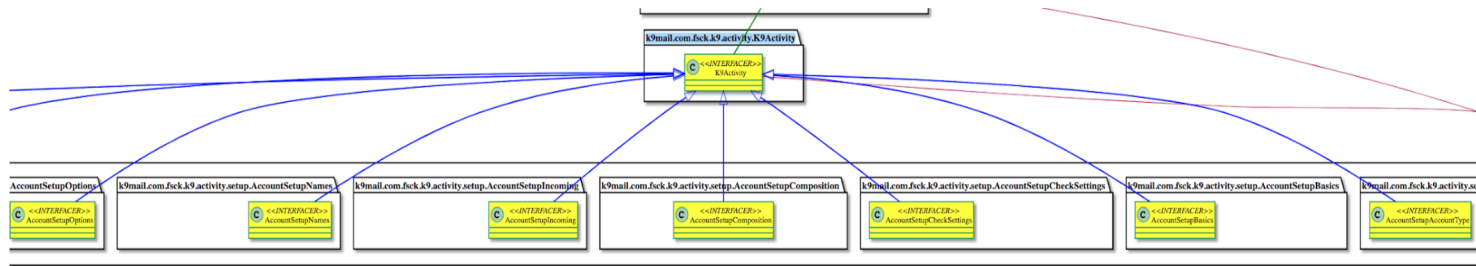 k9mail.com.fsck.k9.activity.K9Activity
C
<<INTERFACER>>
K9Activity
AccountSetupOptions
k9mail.com.fsck.k9.activity.setup.AccountSetupNames
k9mail.com.fsck.k9.activity.setup.AccountSetupIncoming
k9mail.com.fsck.k9.activity.setup.AccountSetupComposition
k9mail.com.fsck.k9.activity.setup.AccountSetupCheckSettings
k9mail.com.fsck.k9.activity.setup.AccountSetupBasics
k9mail.com.fsck.k9.activity.se
C
<<INTERFACER>>
AccountSetupOptions
C
<<INTERFACER>>
AccountSetupNames
C
<<INTERFACER>>
AccountSetupIncoming
C
<<INTERFACER>>
AccountSetupComposition
C
<<INTERFACER>>
AccountSetupCheckSettings
C
<<INTERFACER>>
AccountSetupBasics
C
<<INTERFACER>>
AccountSetupAccountType